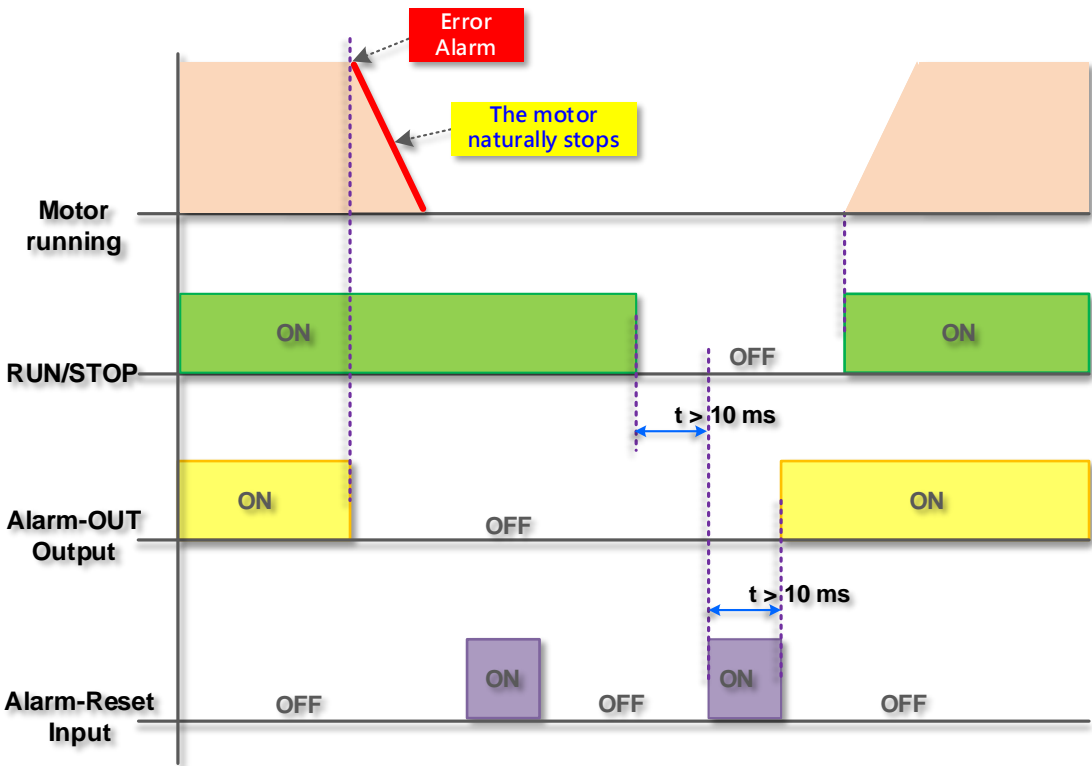 Error
Alarm
The motor
naturally stops
Motor
running
ON
ON
RUN/STOP
OFF
t > 10 ms
ON
ON
Alarm-OUT
Output
OFF
t > 10 ms
ON
ON
Alarm-Reset
Input
OFF
OFF
OFF